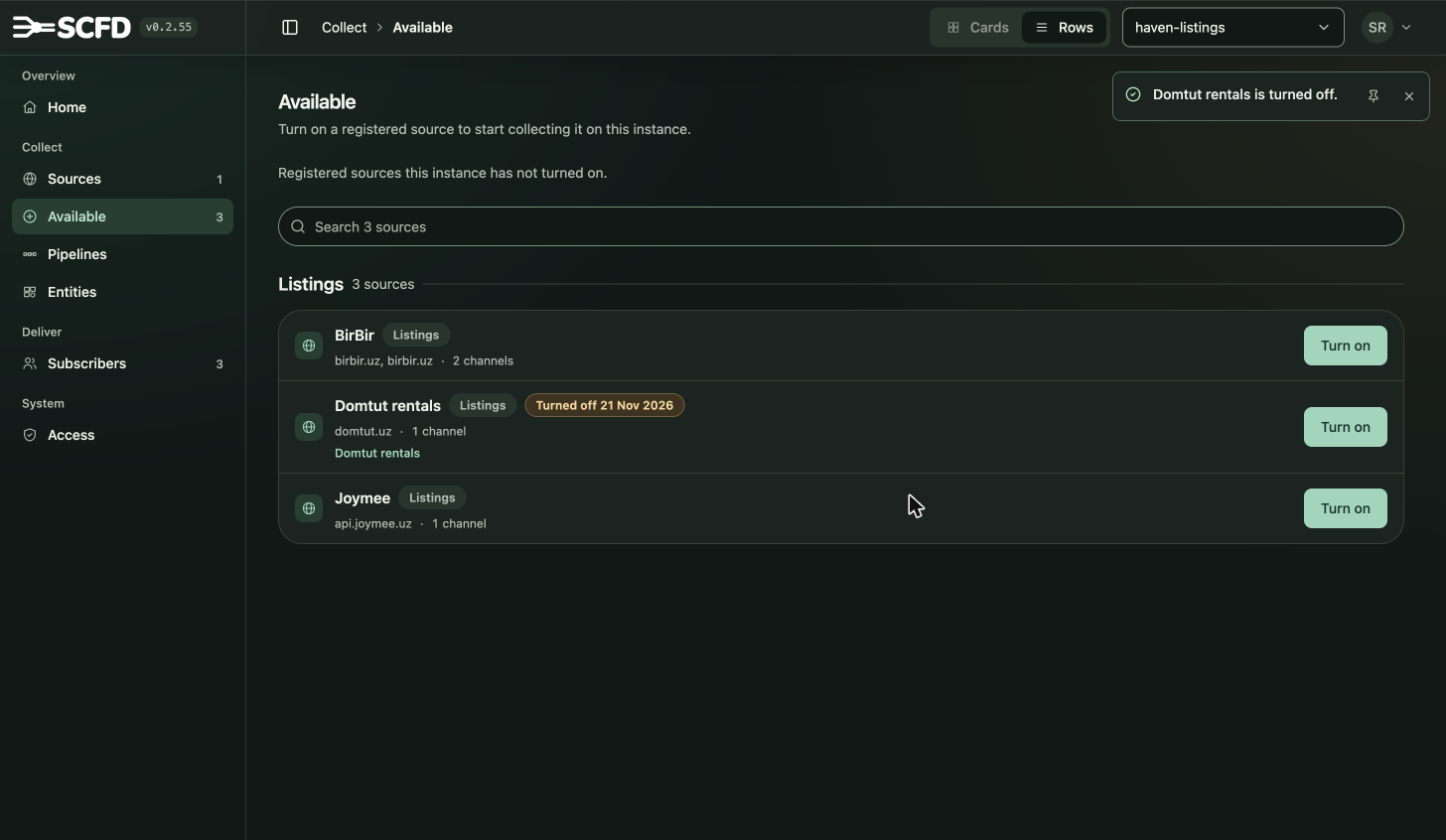 SCFD v0.2.55
Collect > Available
Cards Rows
haven-listings
SR
Overview
Home
Collect
Sources 1
Available 3
Pipelines
Entities
Deliver
Subscribers 3
System
Access
Domtut rentals is turned off.
Available
Turn on a registered source to start collecting it on this instance.
Registered sources this instance has not turned on.
Search 3 sources
Listings 3 sources
BirBir Listings
birbir.uz, birbir.uz · 2 channels
Turn on
Domtut rentals Listings Turned off 21 Nov 2026
domtut.uz · 1 channel
Domtut rentals
Turn on
Joymee Listings
api.joymee.uz · 1 channel
Turn on